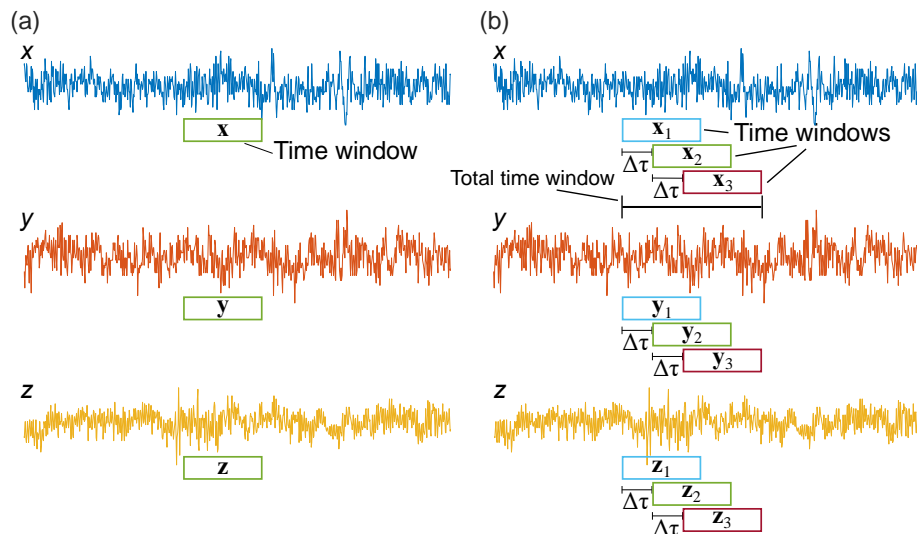 (a)
x
x
Time window
y
y
z
z
(b)
x
x1
Time windows
Δτ
x2
Δτ
x3
Total time window
y
y1
Δτ
y2
Δτ
y3
z
z1
Δτ
z2
Δτ
z3